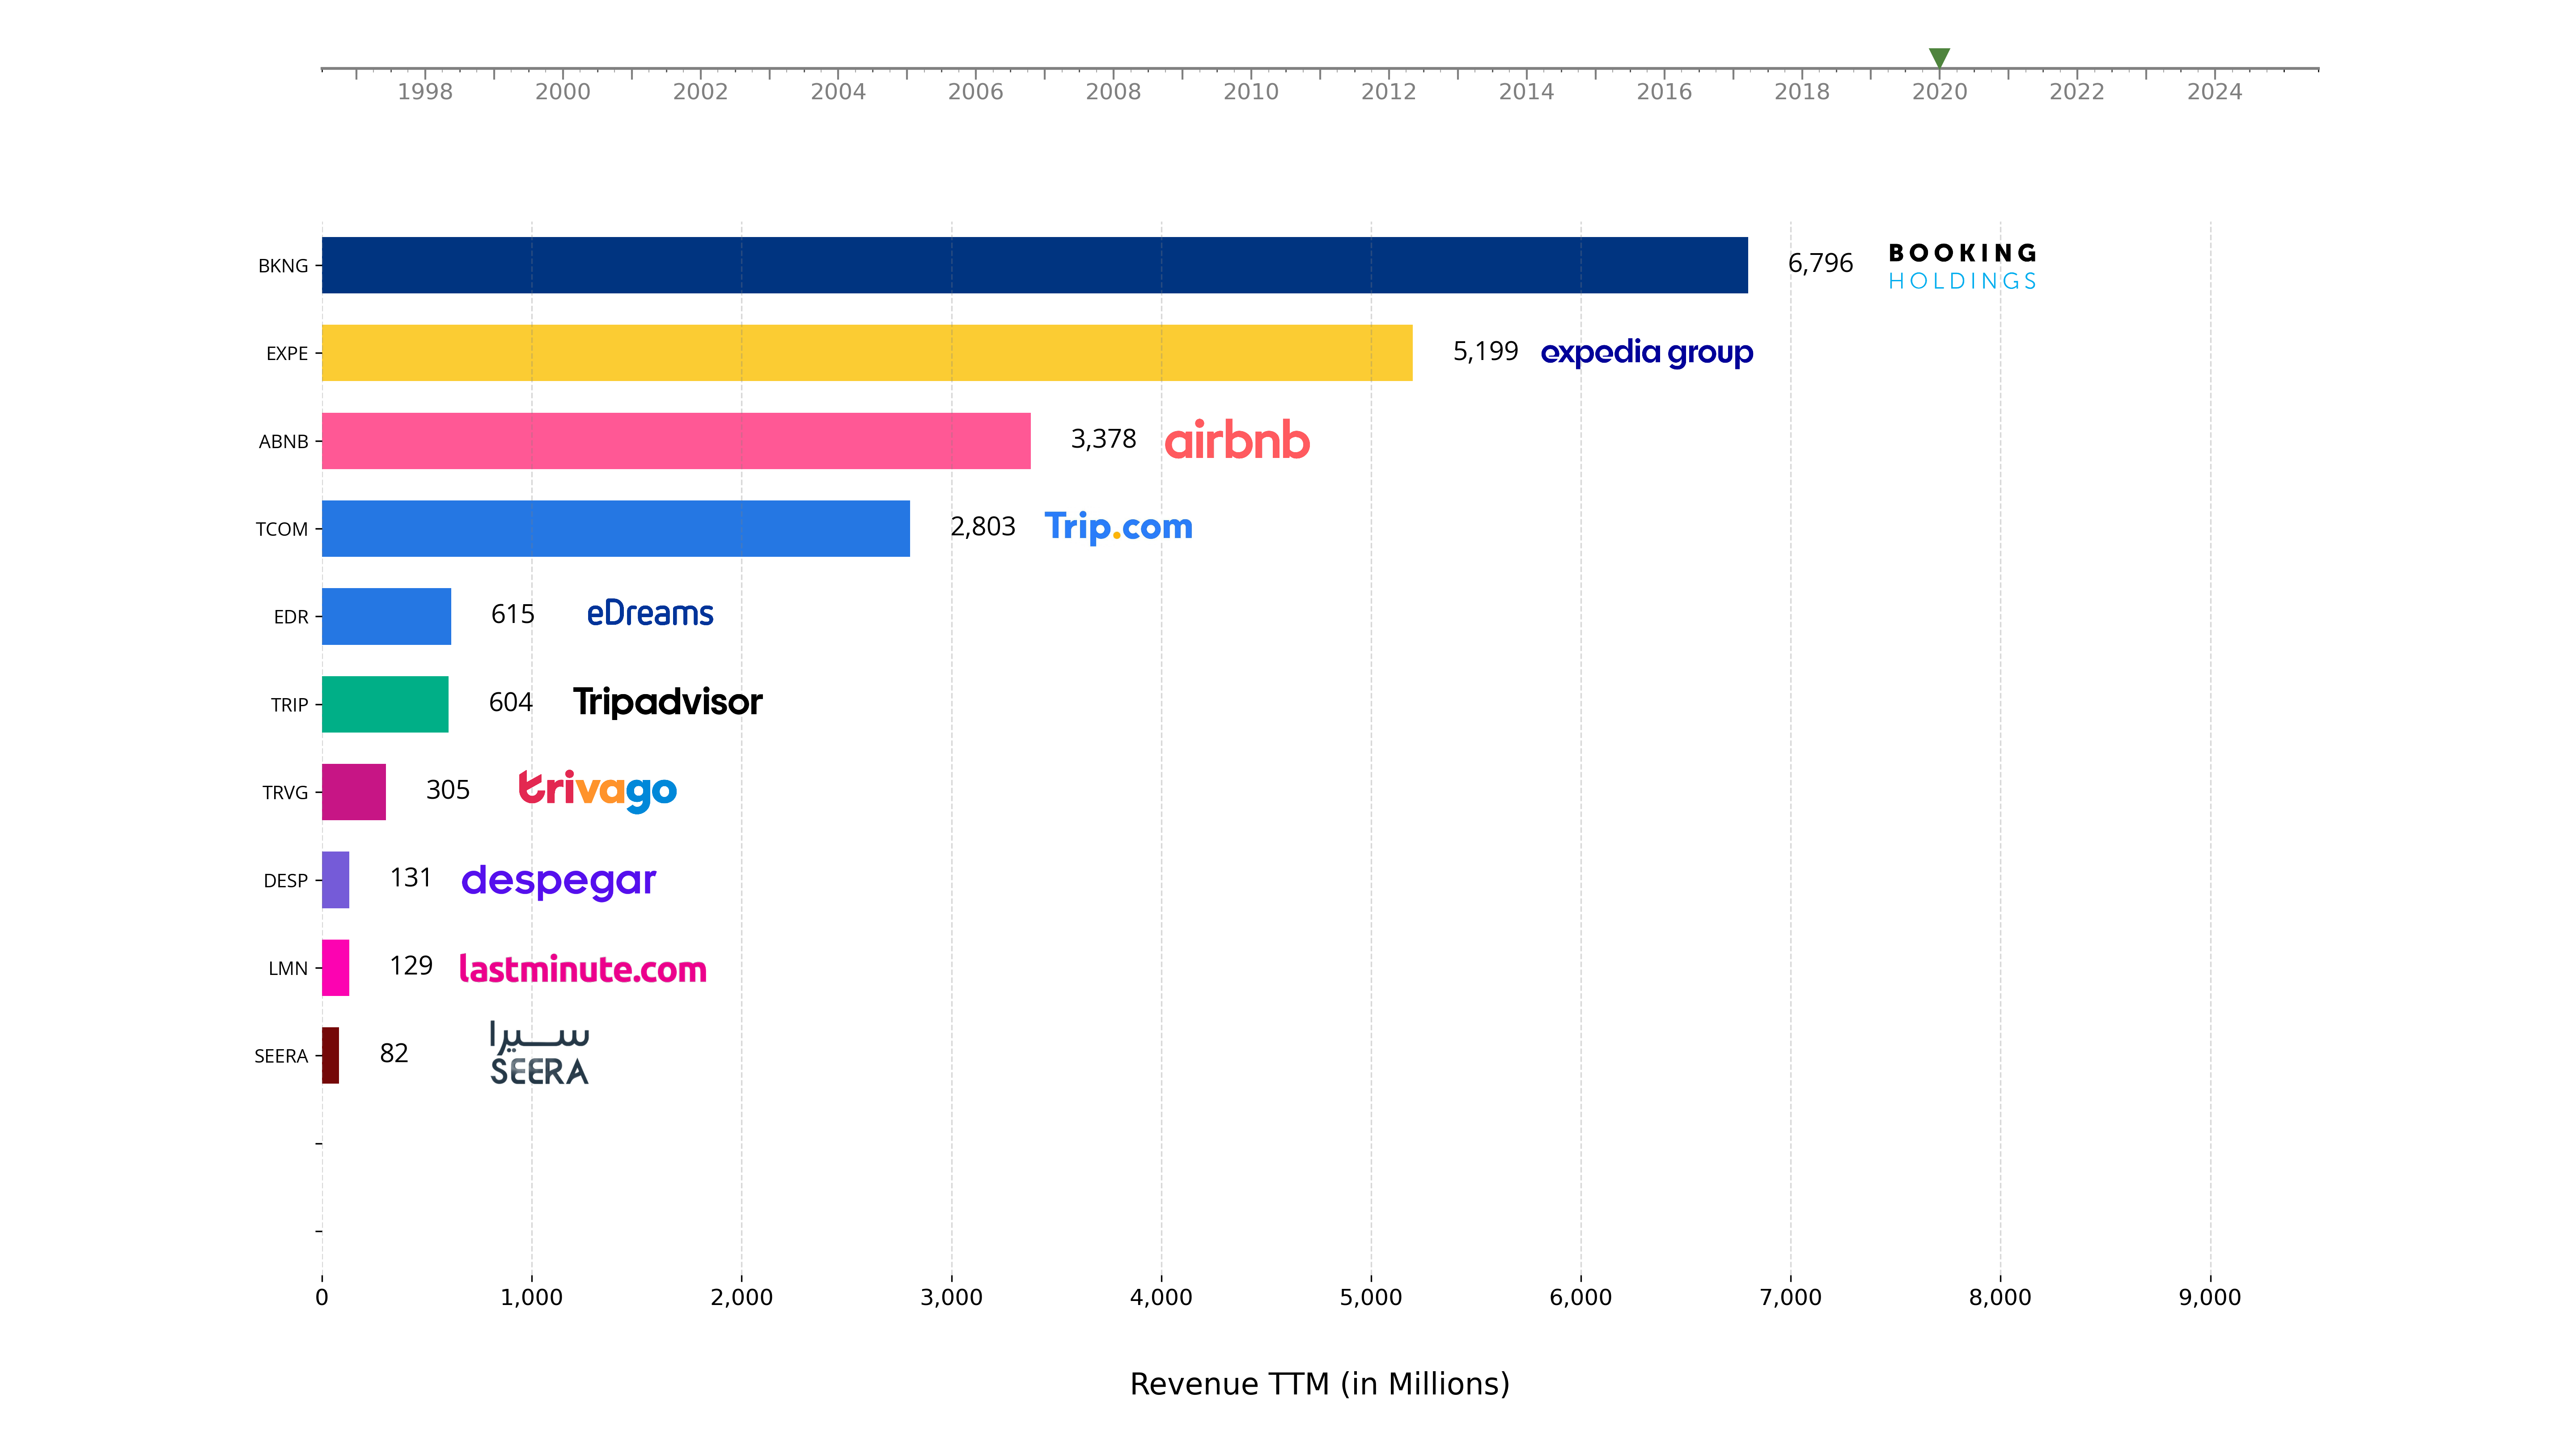 1998 2000 2002 2004 2006 2008 2010 2012 2014 2016 2018 2020 2022 2024
BKNG 6,796 BOOKING
HOLDINGS
EXPE 5,199 expedia group
ABNB 3,378 airbnb
TCOM 2,803 Trip.com
EDR 615 eDreams
TRIP 604 Tripadvisor
TRVG 305 trivago
DESP 131 despegar
LMN 129 lastminute.com
سيرا
SEERA 82 SEERA
0 1,000 2,000 3,000 4,000 5,000 6,000 7,000 8,000 9,000
Revenue TTM (in Millions)